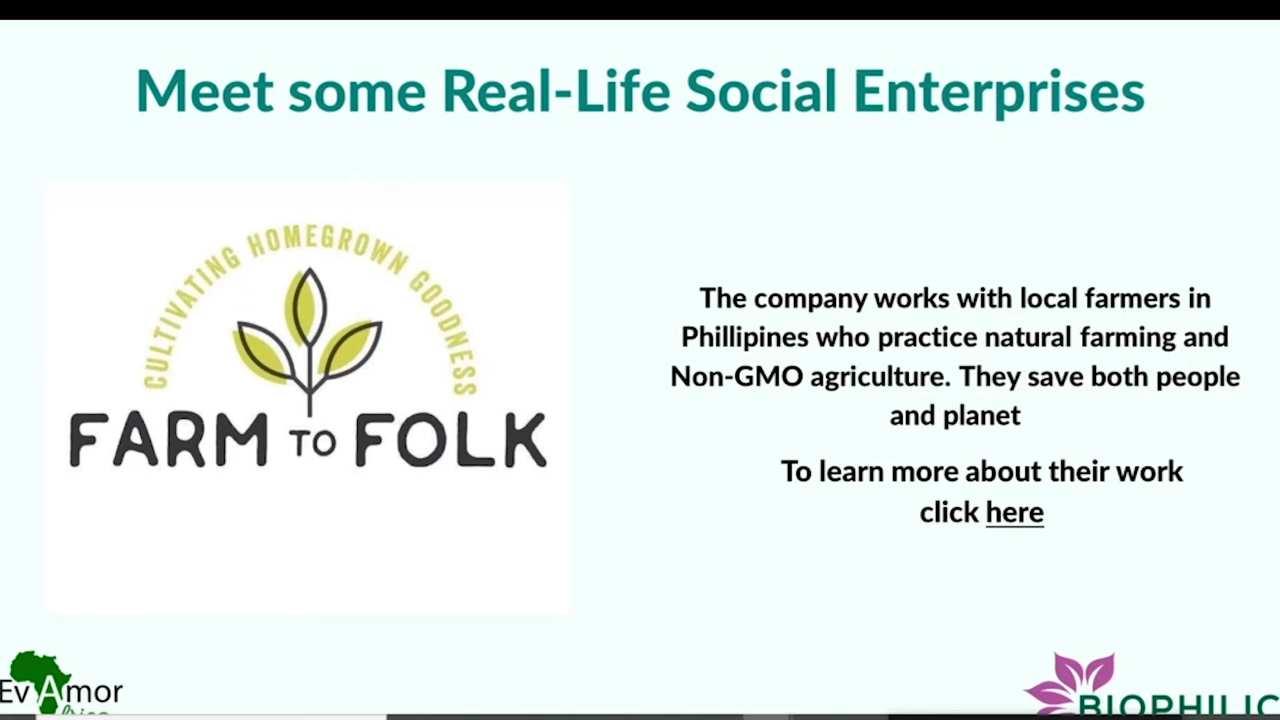 Meet some Real-Life Social Enterprises
CULTIVATING HOMEGROWN GOODNESS
FARM TO FOLK
The company works with local farmers in
Phillipines who practice natural farming and
Non-GMO agriculture. They save both people
and planet
To learn more about their work
click here
Ev Amor
BIOPHILIC